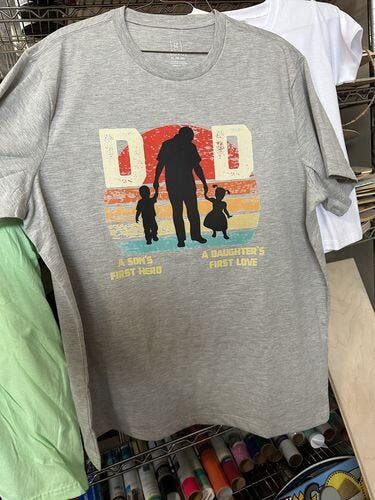 DAD
A SON'S
FIRST HERO
A DAUGHTER'S
FIRST LOVE